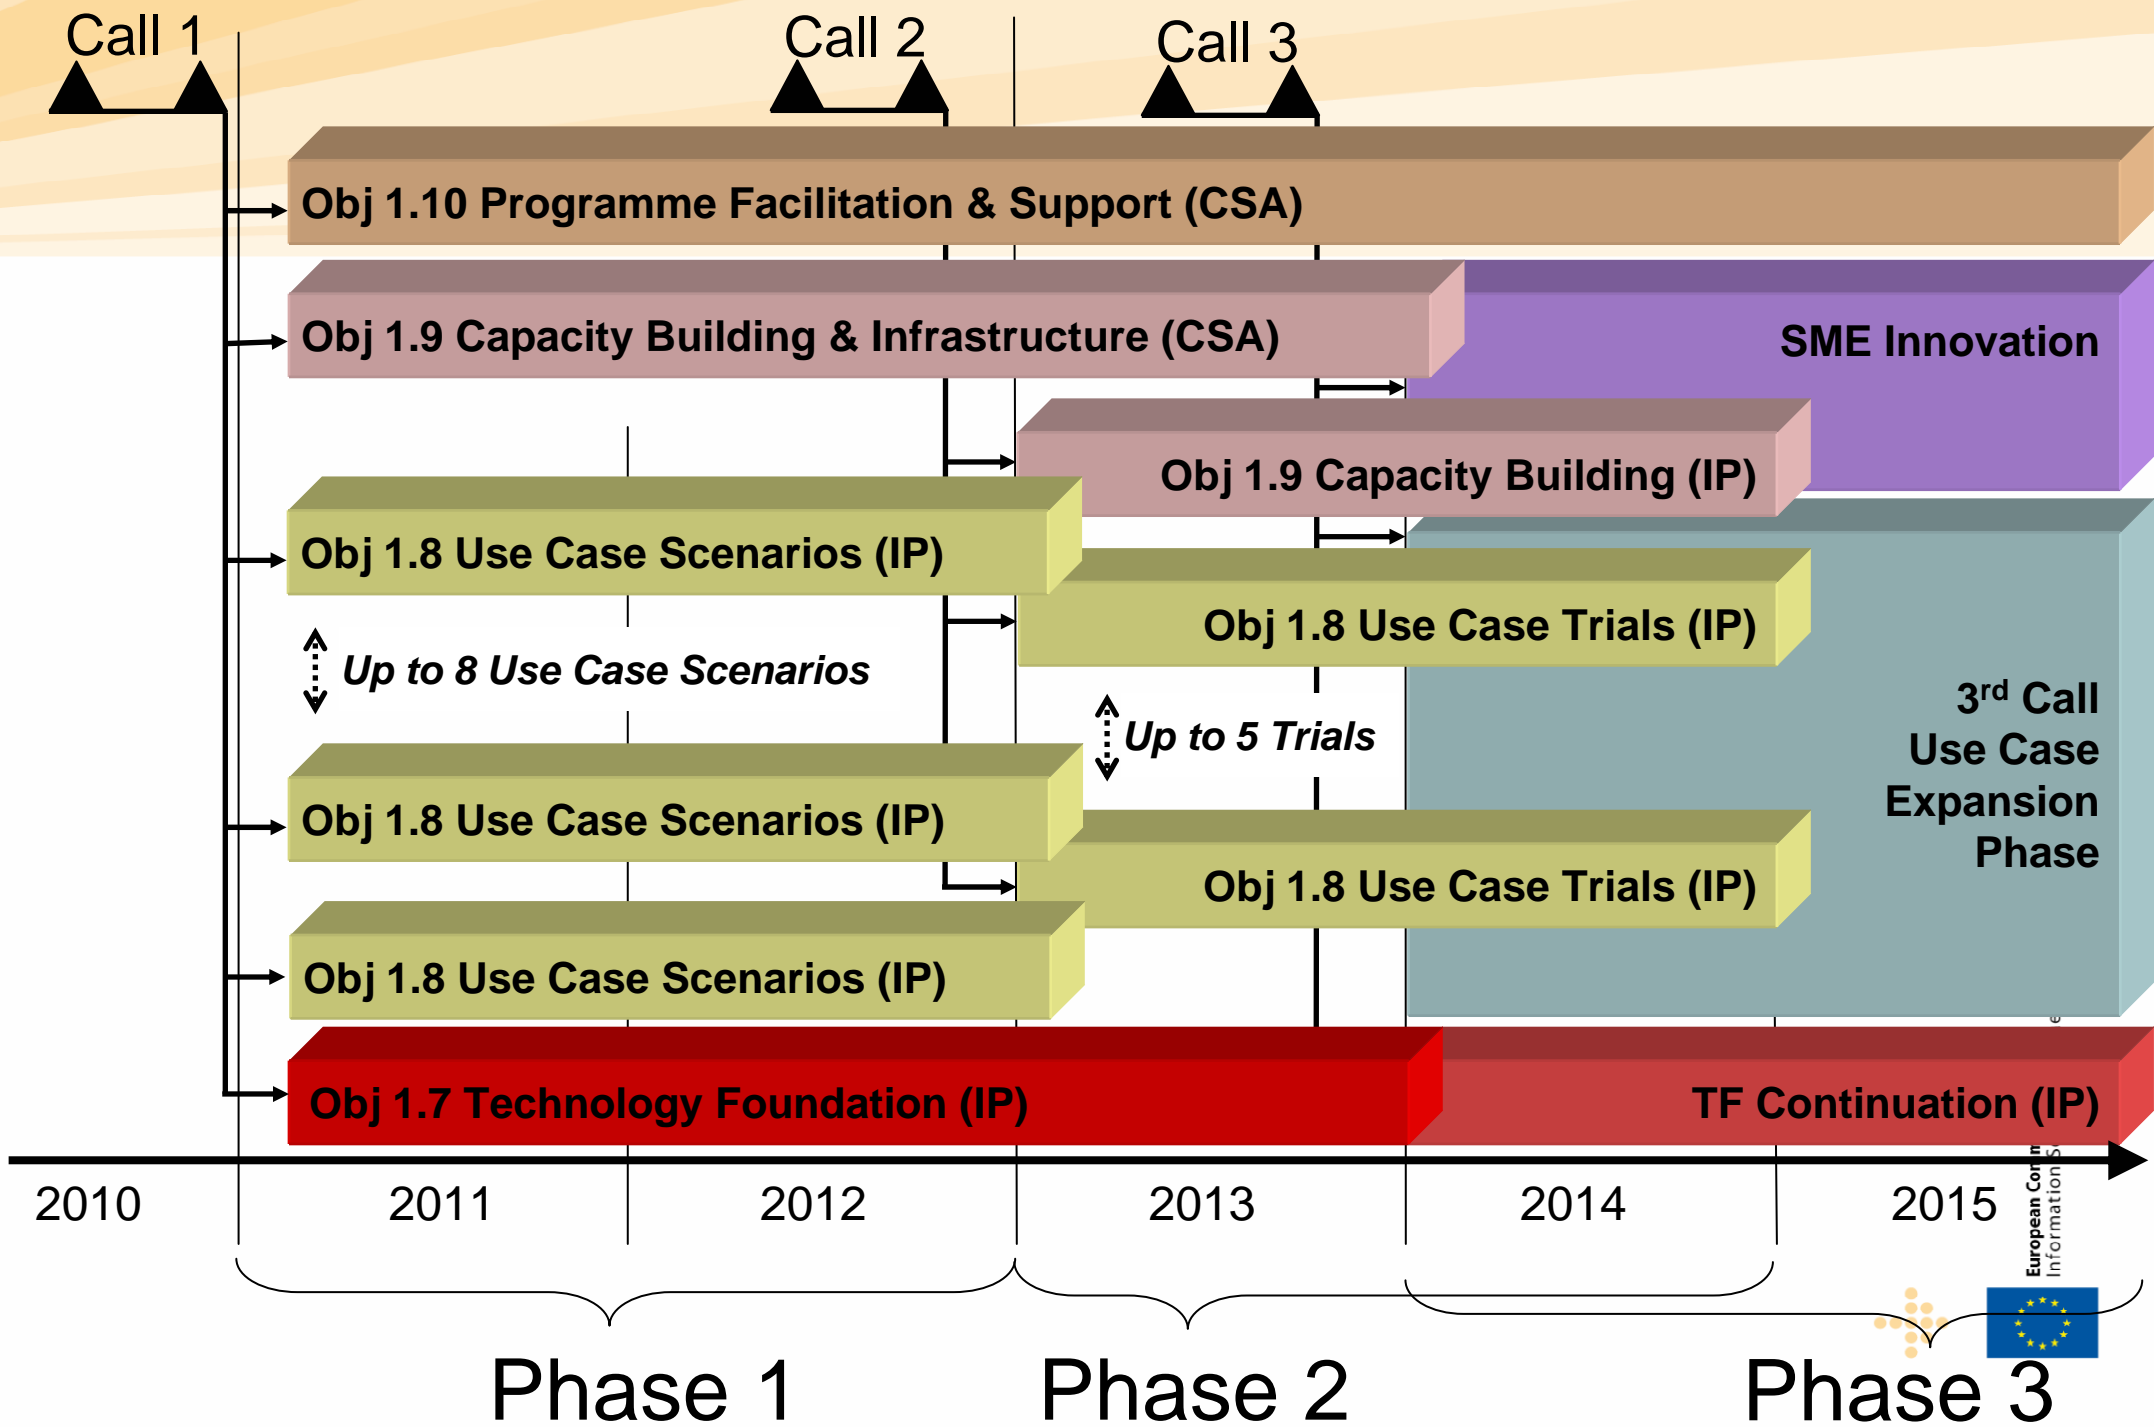 Call 1
Call 2
Call 3
Obj 1.10 Programme Facilitation & Support (CSA)
Obj 1.9 Capacity Building & Infrastructure (CSA)
SME Innovation
Obj 1.9 Capacity Building (IP)
Obj 1.8 Use Case Scenarios (IP)
Obj 1.8 Use Case Trials (IP)
Up to 8 Use Case Scenarios
3rd Call
Use Case
Expansion
Phase
Up to 5 Trials
Obj 1.8 Use Case Scenarios (IP)
Obj 1.8 Use Case Trials (IP)
Obj 1.8 Use Case Scenarios (IP)
Obj 1.7 Technology Foundation (IP)
TF Continuation (IP)
2010
2011
2012
2013
2014
2015
European
Information
Phase 1
Phase 2
Phase 3